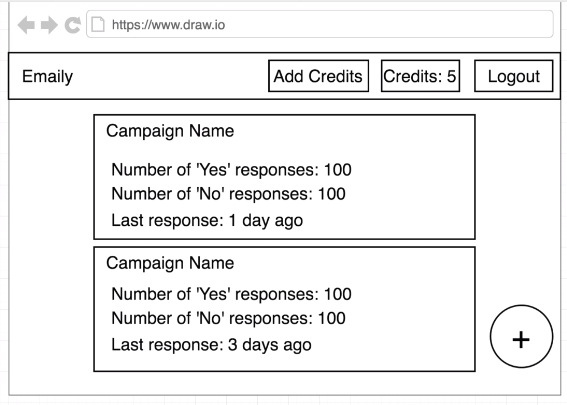 https://www.draw.io
Emaily Add Credits Credits: 5 Logout
Campaign Name
Number of 'Yes' responses: 100
Number of 'No' responses: 100
Last response: 1 day ago
Campaign Name
Number of 'Yes' responses: 100
Number of 'No' responses: 100
Last response: 3 days ago
+